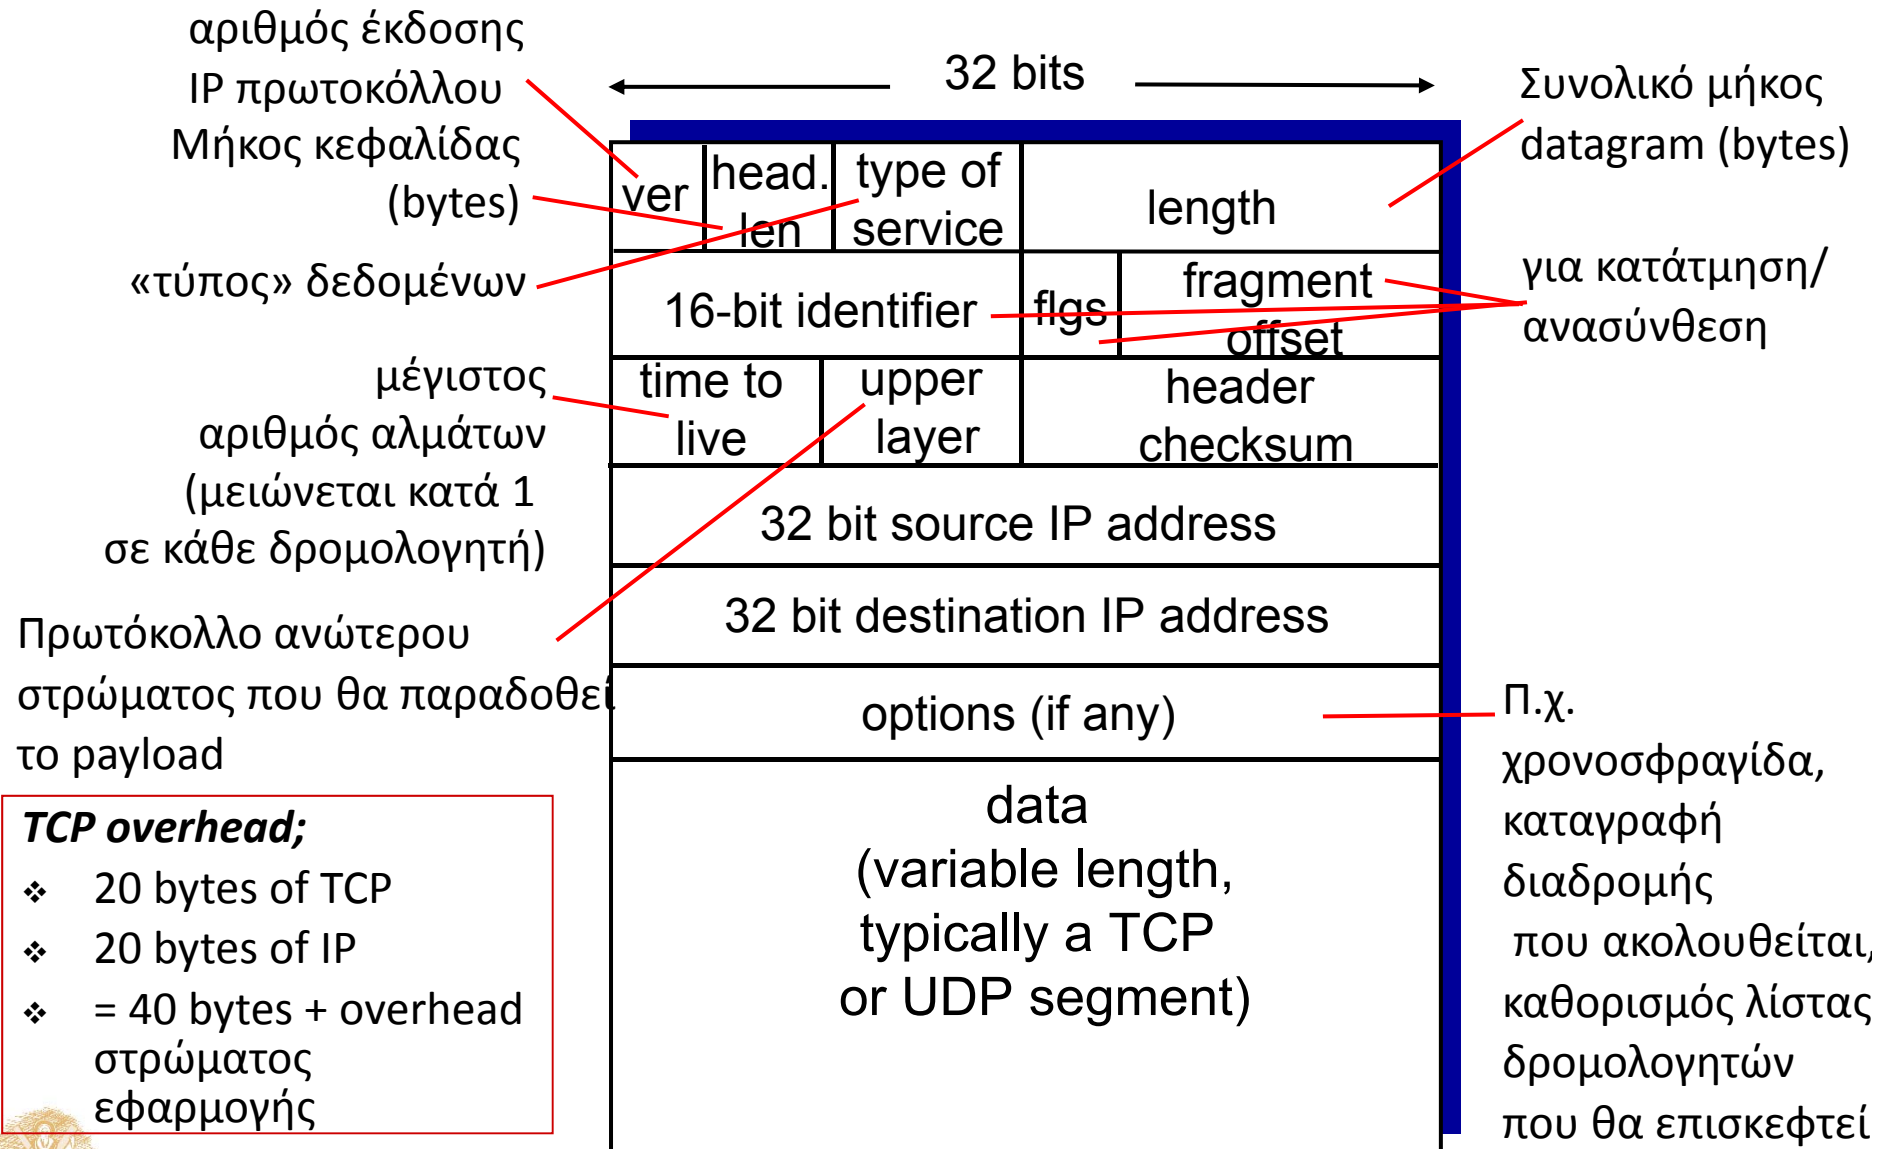 αριθμός έκδοσης
IP πρωτοκόλλου
Μήκος κεφαλίδας
(bytes)
«τύπος» δεδομένων
μέγιστος
αριθμός αλμάτων
(μειώνεται κατά 1
σε κάθε δρομολογητή)
Πρωτόκολλο ανώτερου
στρώματος που θα παραδοθεί
το payload
TCP overhead;
❖ 20 bytes of TCP
❖ 20 bytes of IP
❖ = 40 bytes + overhead
στρώματος
εφαρμογής
32 bits
ver
head.
len
type of
service
length
16-bit identifier
flgs
fragment
offset
time to
live
upper
layer
header
checksum
32 bit source IP address
32 bit destination IP address
options (if any)
data
(variable length,
typically a TCP
or UDP segment)
Συνολικό μήκος
datagram (bytes)
για κατάτμηση/
ανασύνθεση
Π.χ.
χρονοσφραγίδα,
καταγραφή
διαδρομής
που ακολουθείται,
καθορισμός λίστας
δρομολογητών
που θα επισκεφτεί